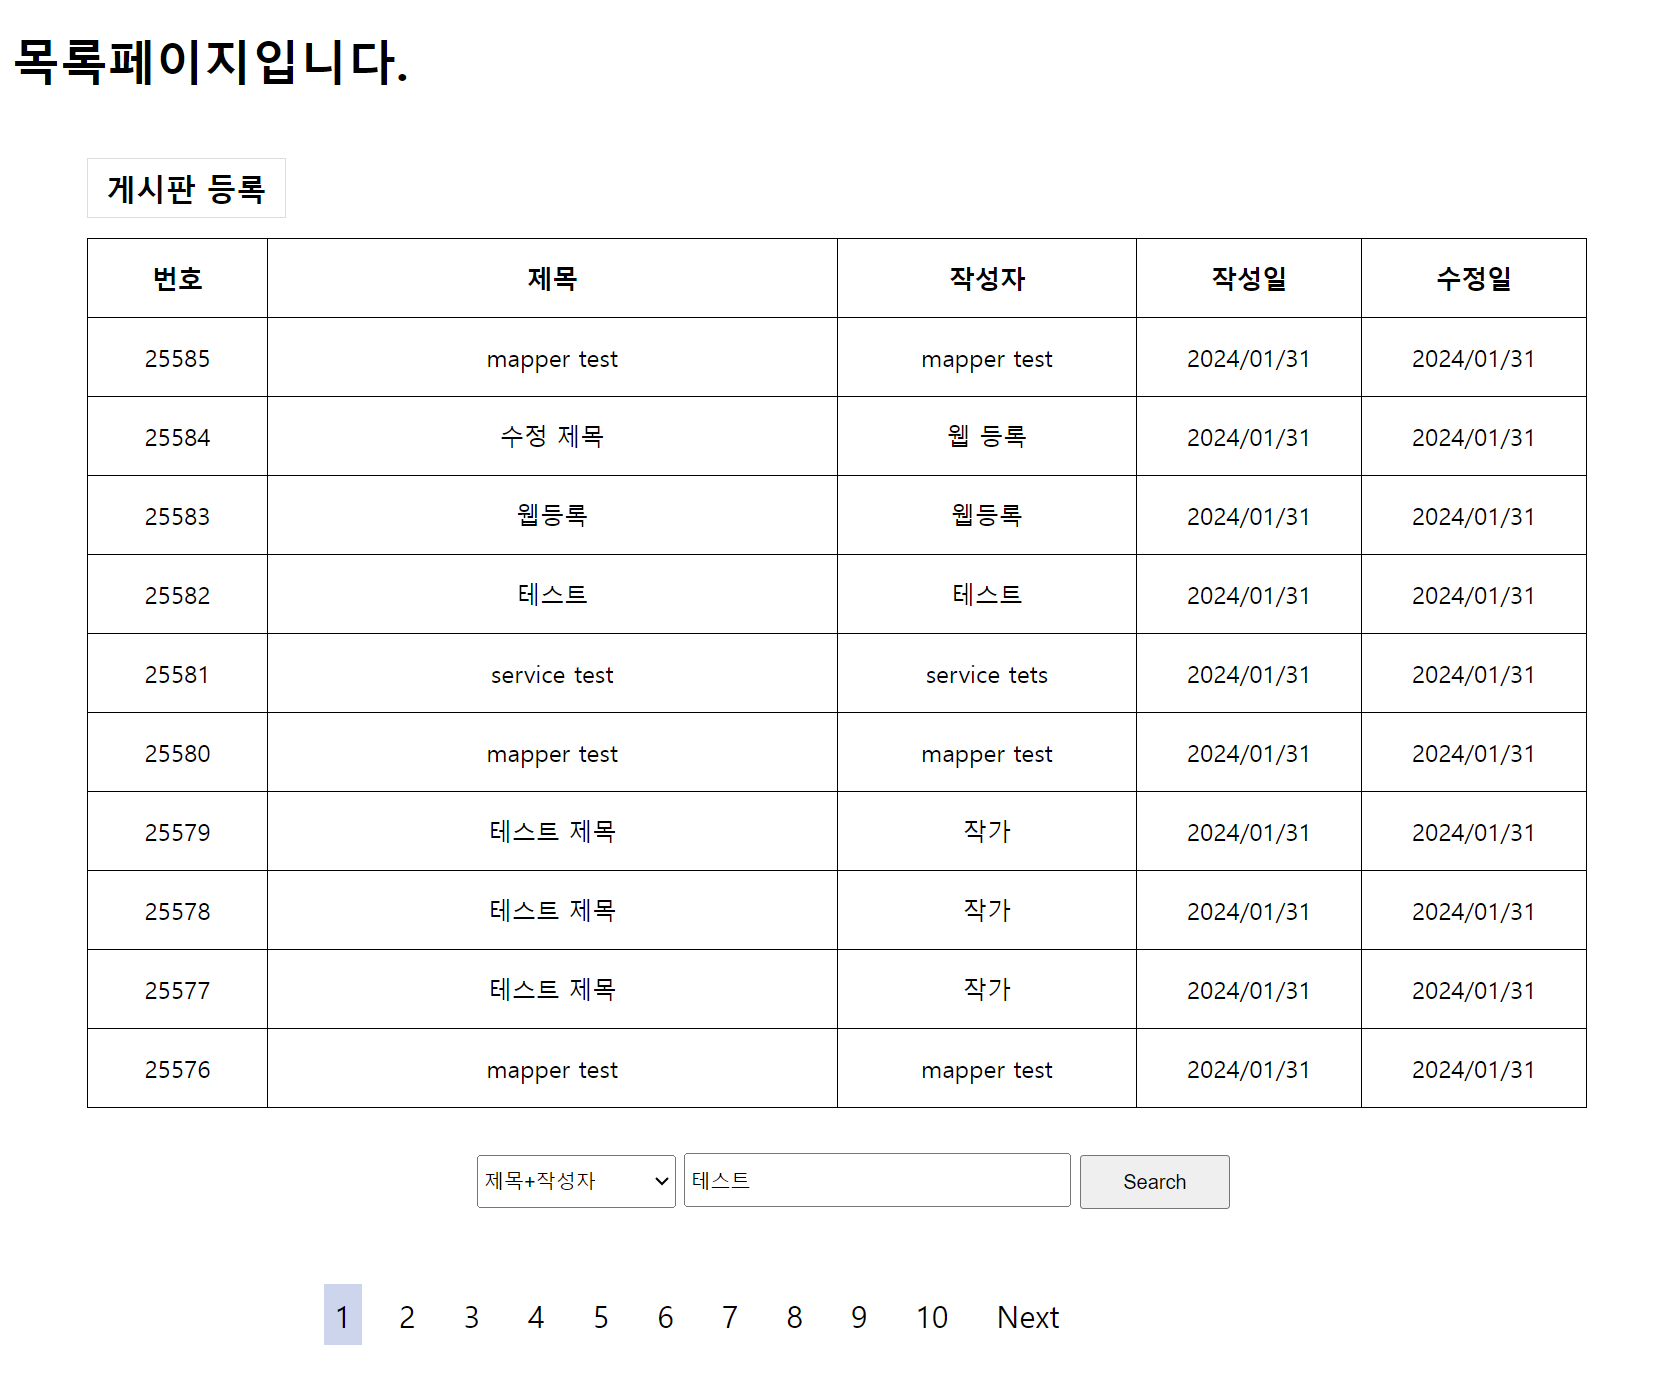 목록페이지입니다.
게시판 등록
번호 제목 작성자 작성일 수정일
25585 mapper test mapper test 2024/01/31 2024/01/31
25584 수정 제목 웹 등록 2024/01/31 2024/01/31
25583 웹등록 웹등록 2024/01/31 2024/01/31
25582 테스트 테스트 2024/01/31 2024/01/31
25581 service test service tets 2024/01/31 2024/01/31
25580 mapper test mapper test 2024/01/31 2024/01/31
25579 테스트 제목 작가 2024/01/31 2024/01/31
25578 테스트 제목 작가 2024/01/31 2024/01/31
25577 테스트 제목 작가 2024/01/31 2024/01/31
25576 mapper test mapper test 2024/01/31 2024/01/31
제목+작성자 테스트 Search
1 2 3 4 5 6 7 8 9 10 Next